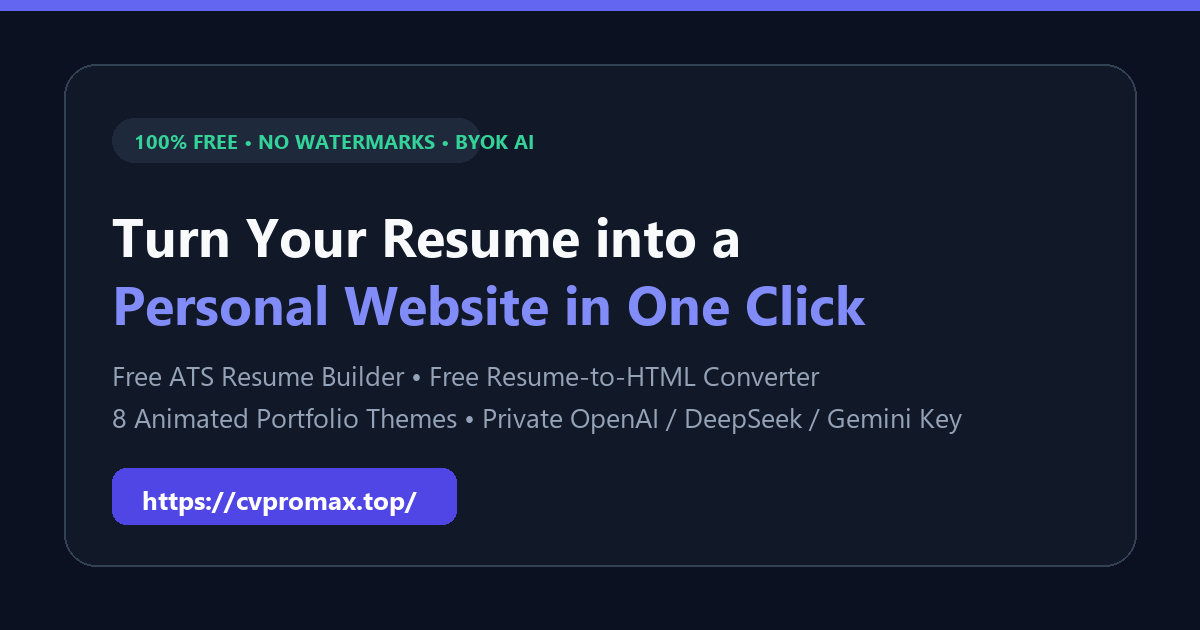 100% FREE • NO WATERMARKS • BYOK AI
Turn Your Resume into a
Personal Website in One Click
Free ATS Resume Builder • Free Resume-to-HTML Converter
8 Animated Portfolio Themes • Private OpenAI / DeepSeek / Gemini Key
https://cvpromax.top/